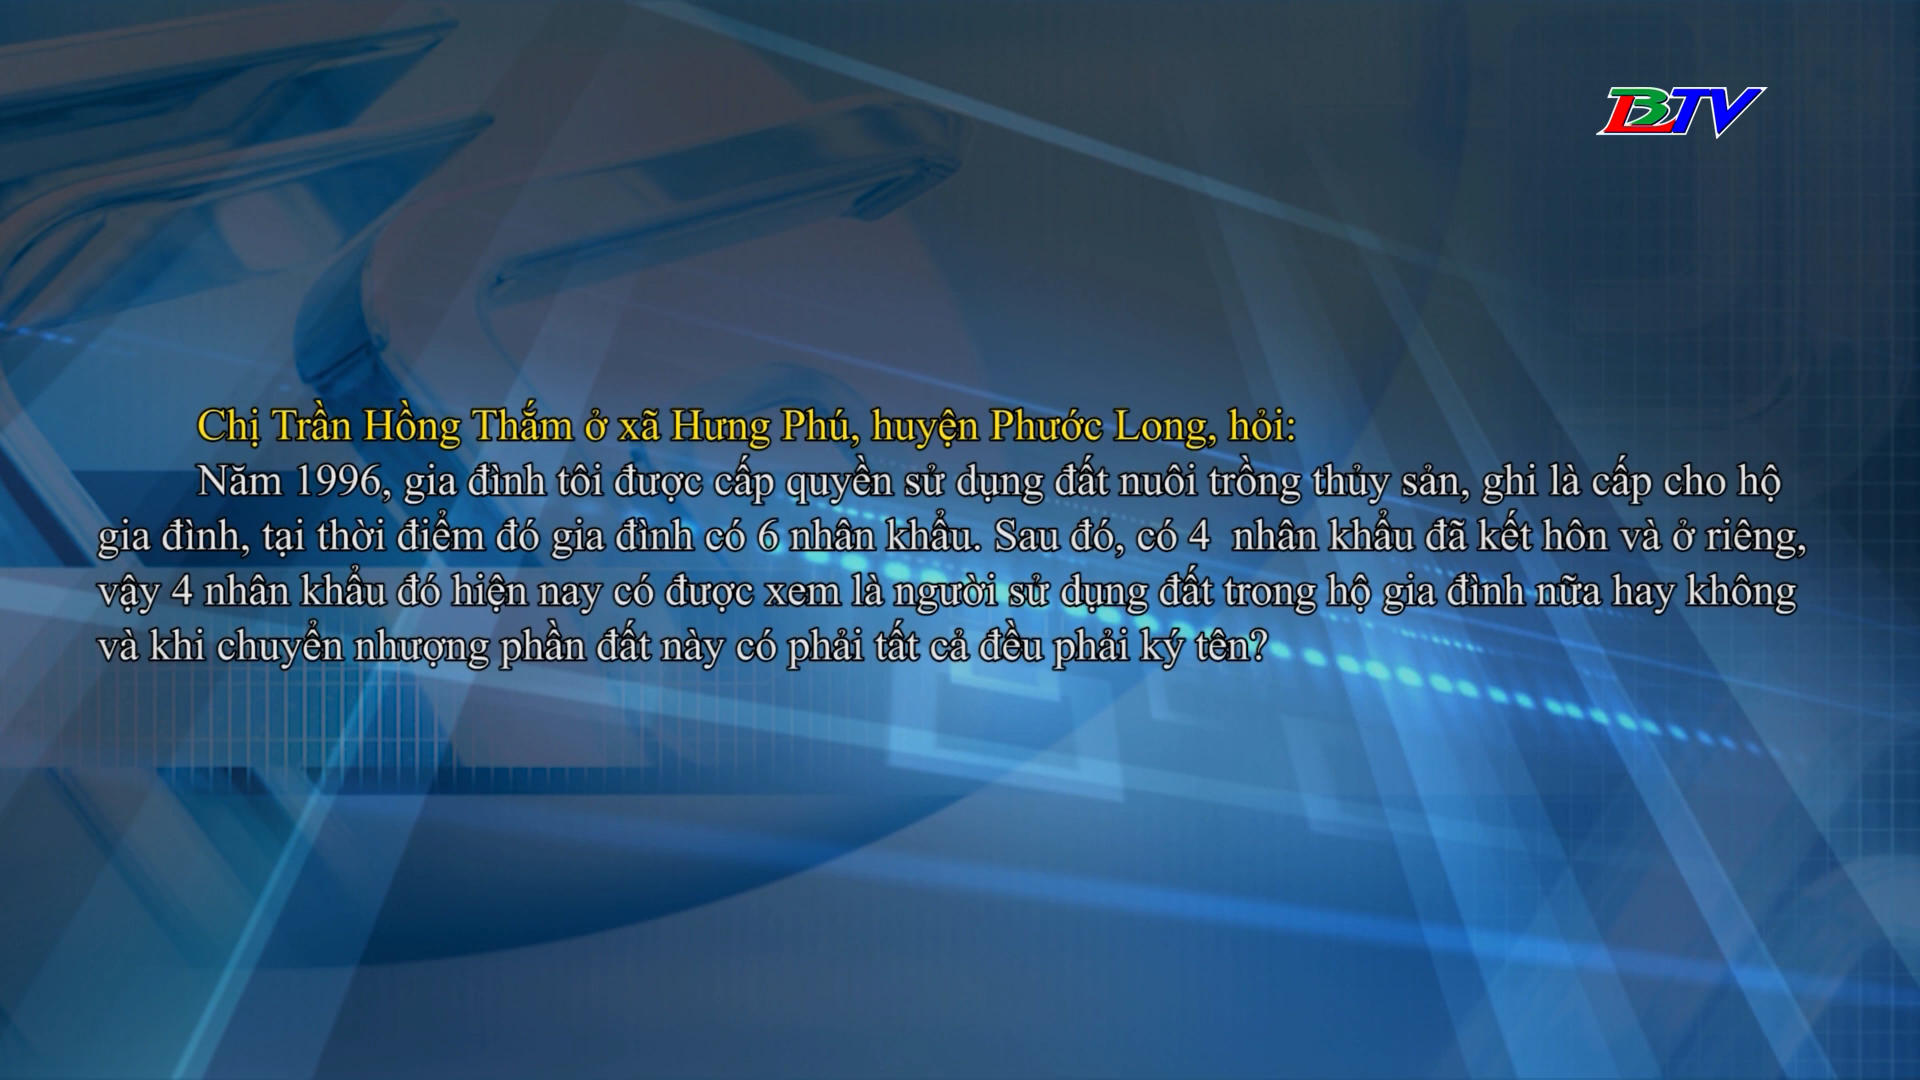 BTV
Chị Trần Hồng Thắm ở xã Hưng Phú, huyện Phước Long, hỏi:
Năm 1996, gia đình tôi được cấp quyền sử dụng đất nuôi trồng thủy sản, ghi là cấp cho hộ
gia đình, tại thời điểm đó gia đình có 6 nhân khẩu. Sau đó, có 4 nhân khẩu đã kết hôn và ở riêng,
vậy 4 nhân khẩu đó hiện nay có được xem là người sử dụng đất trong hộ gia đình nữa hay không
và khi chuyển nhượng phần đất này có phải tất cả đều phải ký tên?